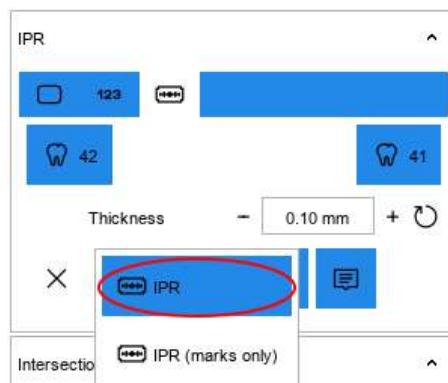 IPR
123
42 41
Thickness − 0.10 mm +
IPR
IPR (marks only)
Intersectio